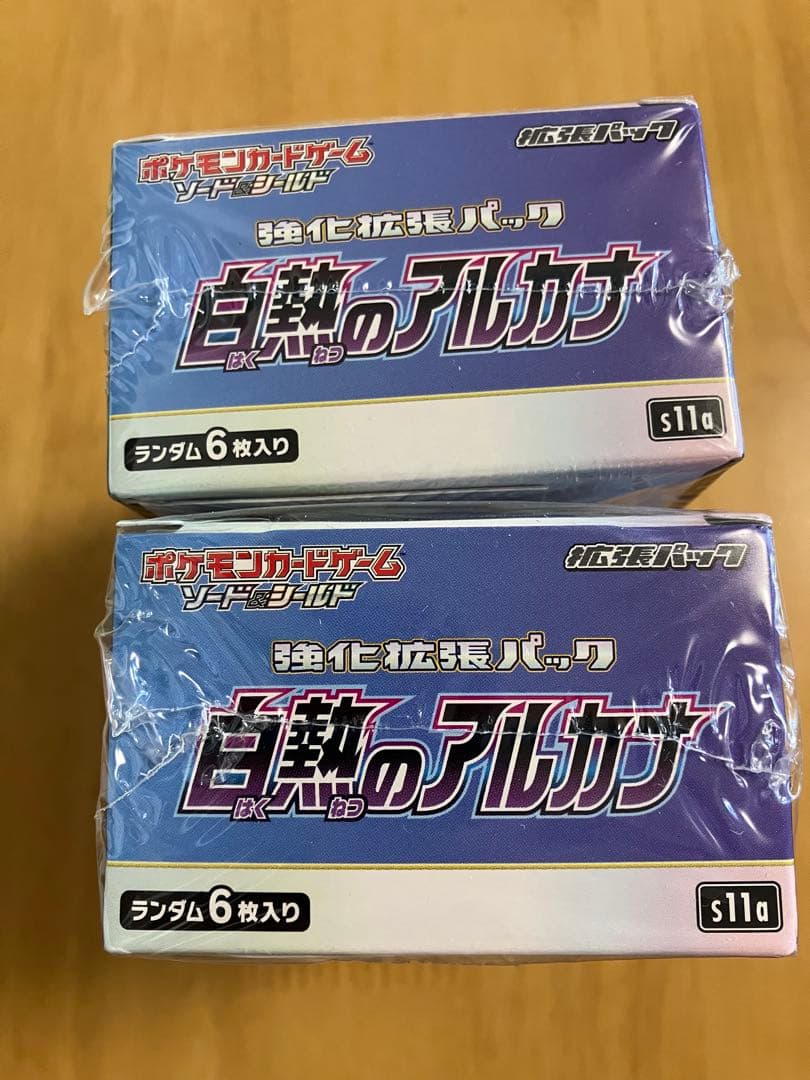 ポケモンカードゲーム
ソード&シールド
拡張パック
強化拡張パック
白熱のアルカナ
はく ねつ
ランダム6枚入り
s11a
ポケモンカードゲーム
ソード&シールド
拡張パック
強化拡張パック
白熱のアルカナ
はく ねつ
ランダム6枚入り
s11a